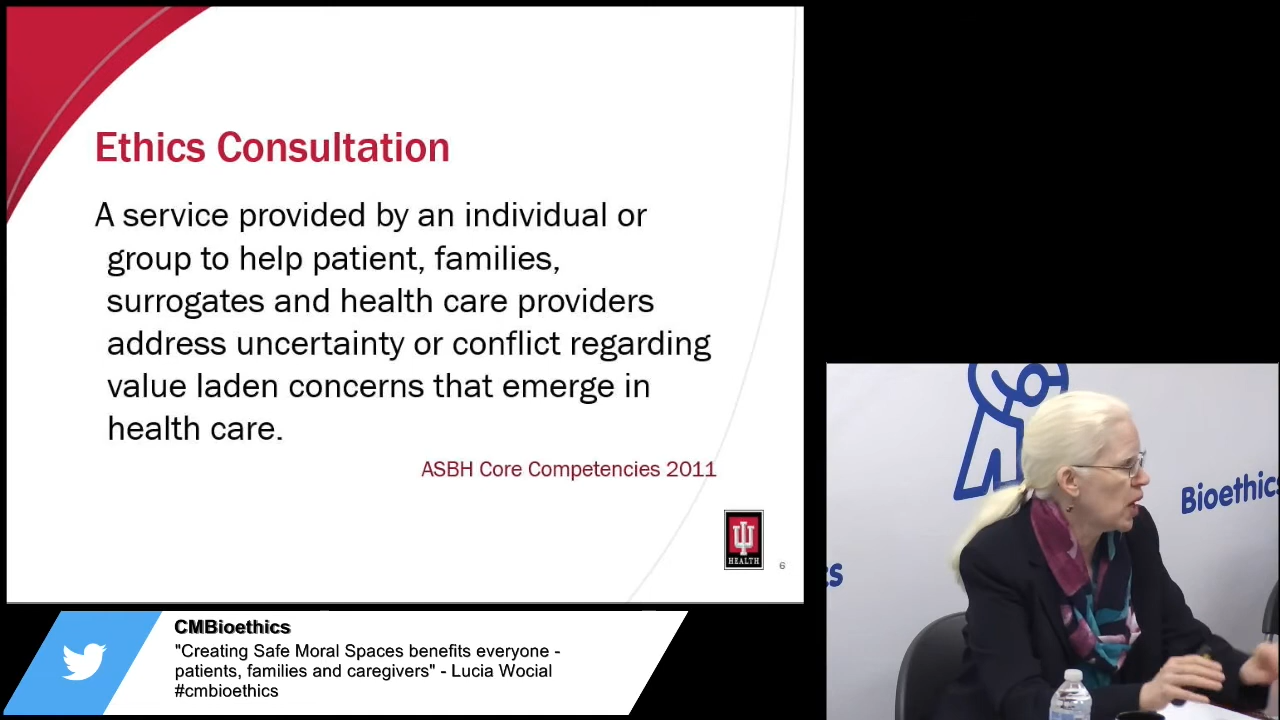 Ethics Consultation
A service provided by an individual or
group to help patient, families,
surrogates and health care providers
address uncertainty or conflict regarding
value laden concerns that emerge in
health care.
ASBH Core Competencies 2011
HEALTH
6
Bioethics
cs
CMBioethics
"Creating Safe Moral Spaces benefits everyone -
patients, families and caregivers" - Lucia Wocial
#cmbioethics